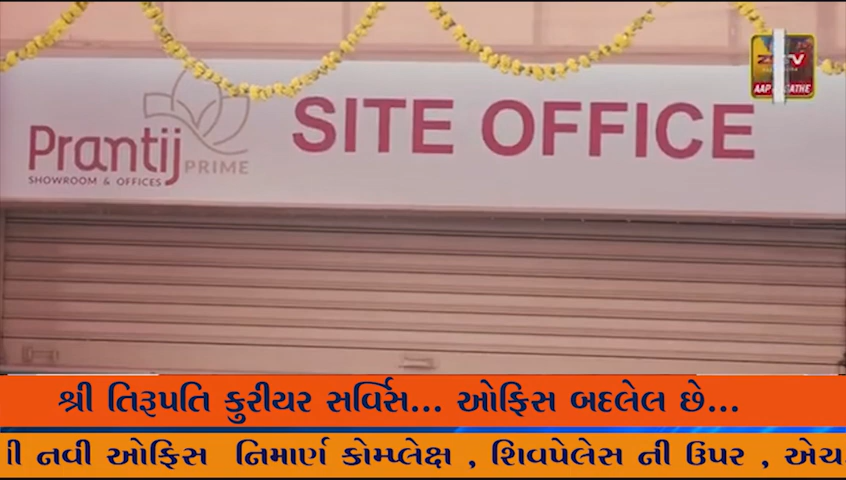 SITE OFFICE
Prantij
PRIME
SHOWROOM & OFFICES
શ્રી તિરૂપતિ કુરીયર સર્વિસ... ઓફિસ બદલેલ છે...
ની નવી ઓફિસ નિમાર્ણ કોમ્પ્લેક્ષ , શિવપેલેસ ની ઉપર , એચ